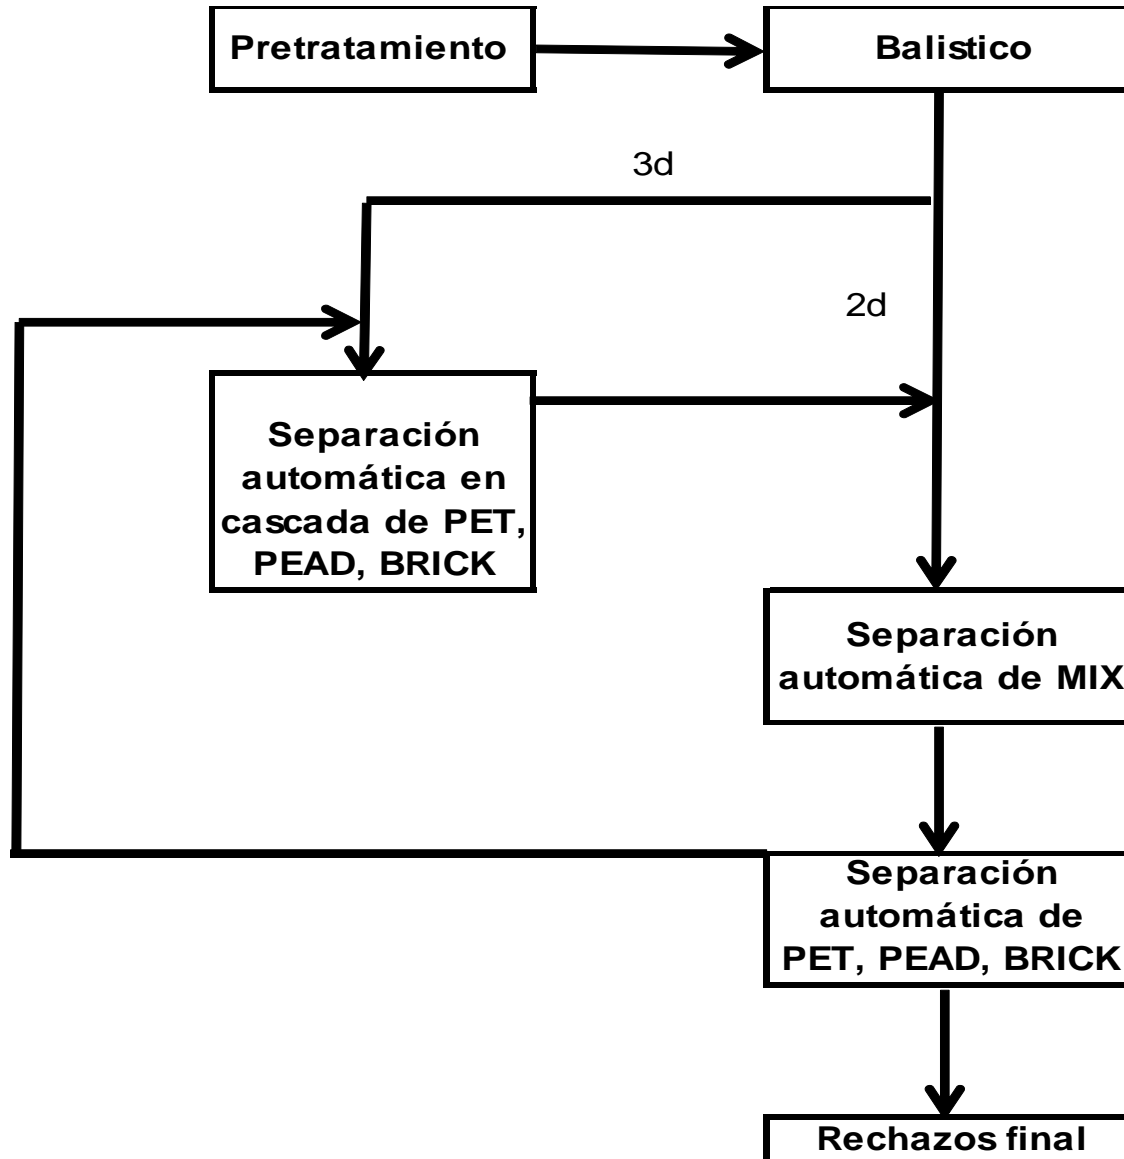 Pretratamiento
Balistico
3d
2d
Separación
automática en
cascada de PET,
PEAD, BRICK
Separación
automática de MIX
Separación
automática de
PET, PEAD, BRICK
Rechazos final